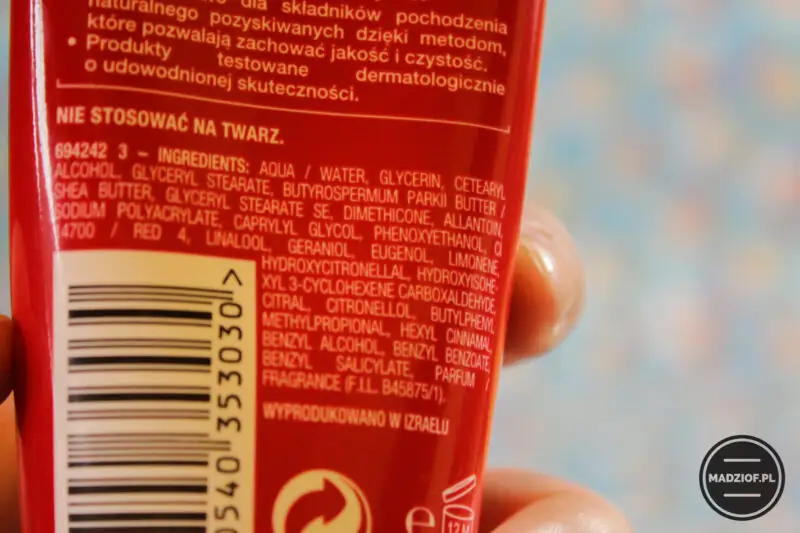 dla składników pochodzenia
naturalnego pozyskiwanych dzięki metodom,
które pozwalają zachować jakość i czystość.
• Produkty testowane dermatologicznie
o udowodnionej skuteczności.
NIE STOSOWAĆ NA TWARZ.
694242 3 – INGREDIENTS: AQUA / WATER, GLYCERIN, CETEARYL
ALCOHOL, GLYCERYL STEARATE, BUTYROSPERMUM PARKII BUTTER /
SHEA BUTTER, GLYCERYL STEARATE SE, DIMETHICONE, ALLANTOIN,
SODIUM POLYACRYLATE, CAPRYLYL GLYCOL, PHENOXYETHANOL, CI
14700 / RED 4, LINALOOL, GERANIOL, EUGENOL, LIMONENE,
HYDROXYCITRONELLAL, HYDROXYISOHE-
XYL 3-CYCLOHEXENE CARBOXALDEHYDE,
CITRAL, CITRONELLOL, BUTYLPHENYL
METHYLPROPIONAL, HEXYL CINNAMAL,
BENZYL ALCOHOL, BENZYL BENZOATE,
BENZYL SALICYLATE, PARFUM /
FRAGRANCE (F.I.L. B45875/1).
WYPRODUKOWANO W IZRAELU
0540 353030 >
e
12 M
MADZIOF.PL